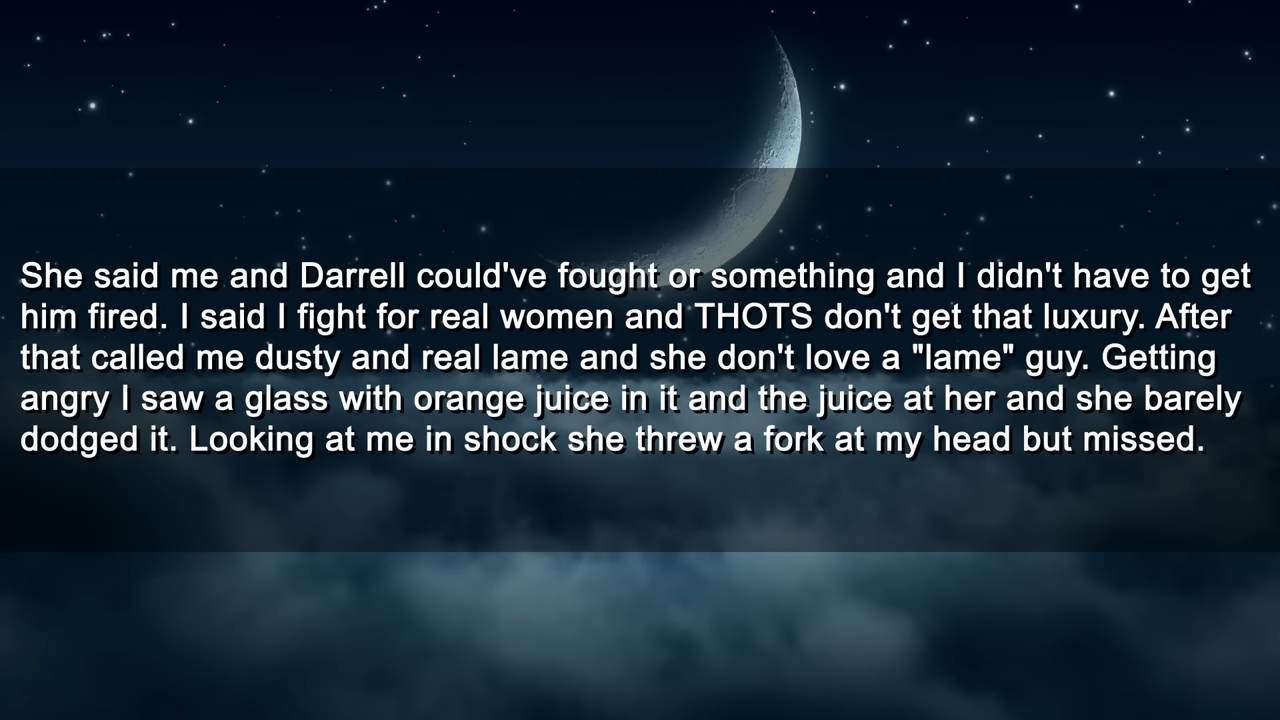 She said me and Darrell could've fought or something and I didn't have to get
him fired. I said I fight for real women and THOTS don't get that luxury. After
that called me dusty and real lame and she don't love a "lame" guy. Getting
angry I saw a glass with orange juice in it and the juice at her and she barely
dodged it. Looking at me in shock she threw a fork at my head but missed.